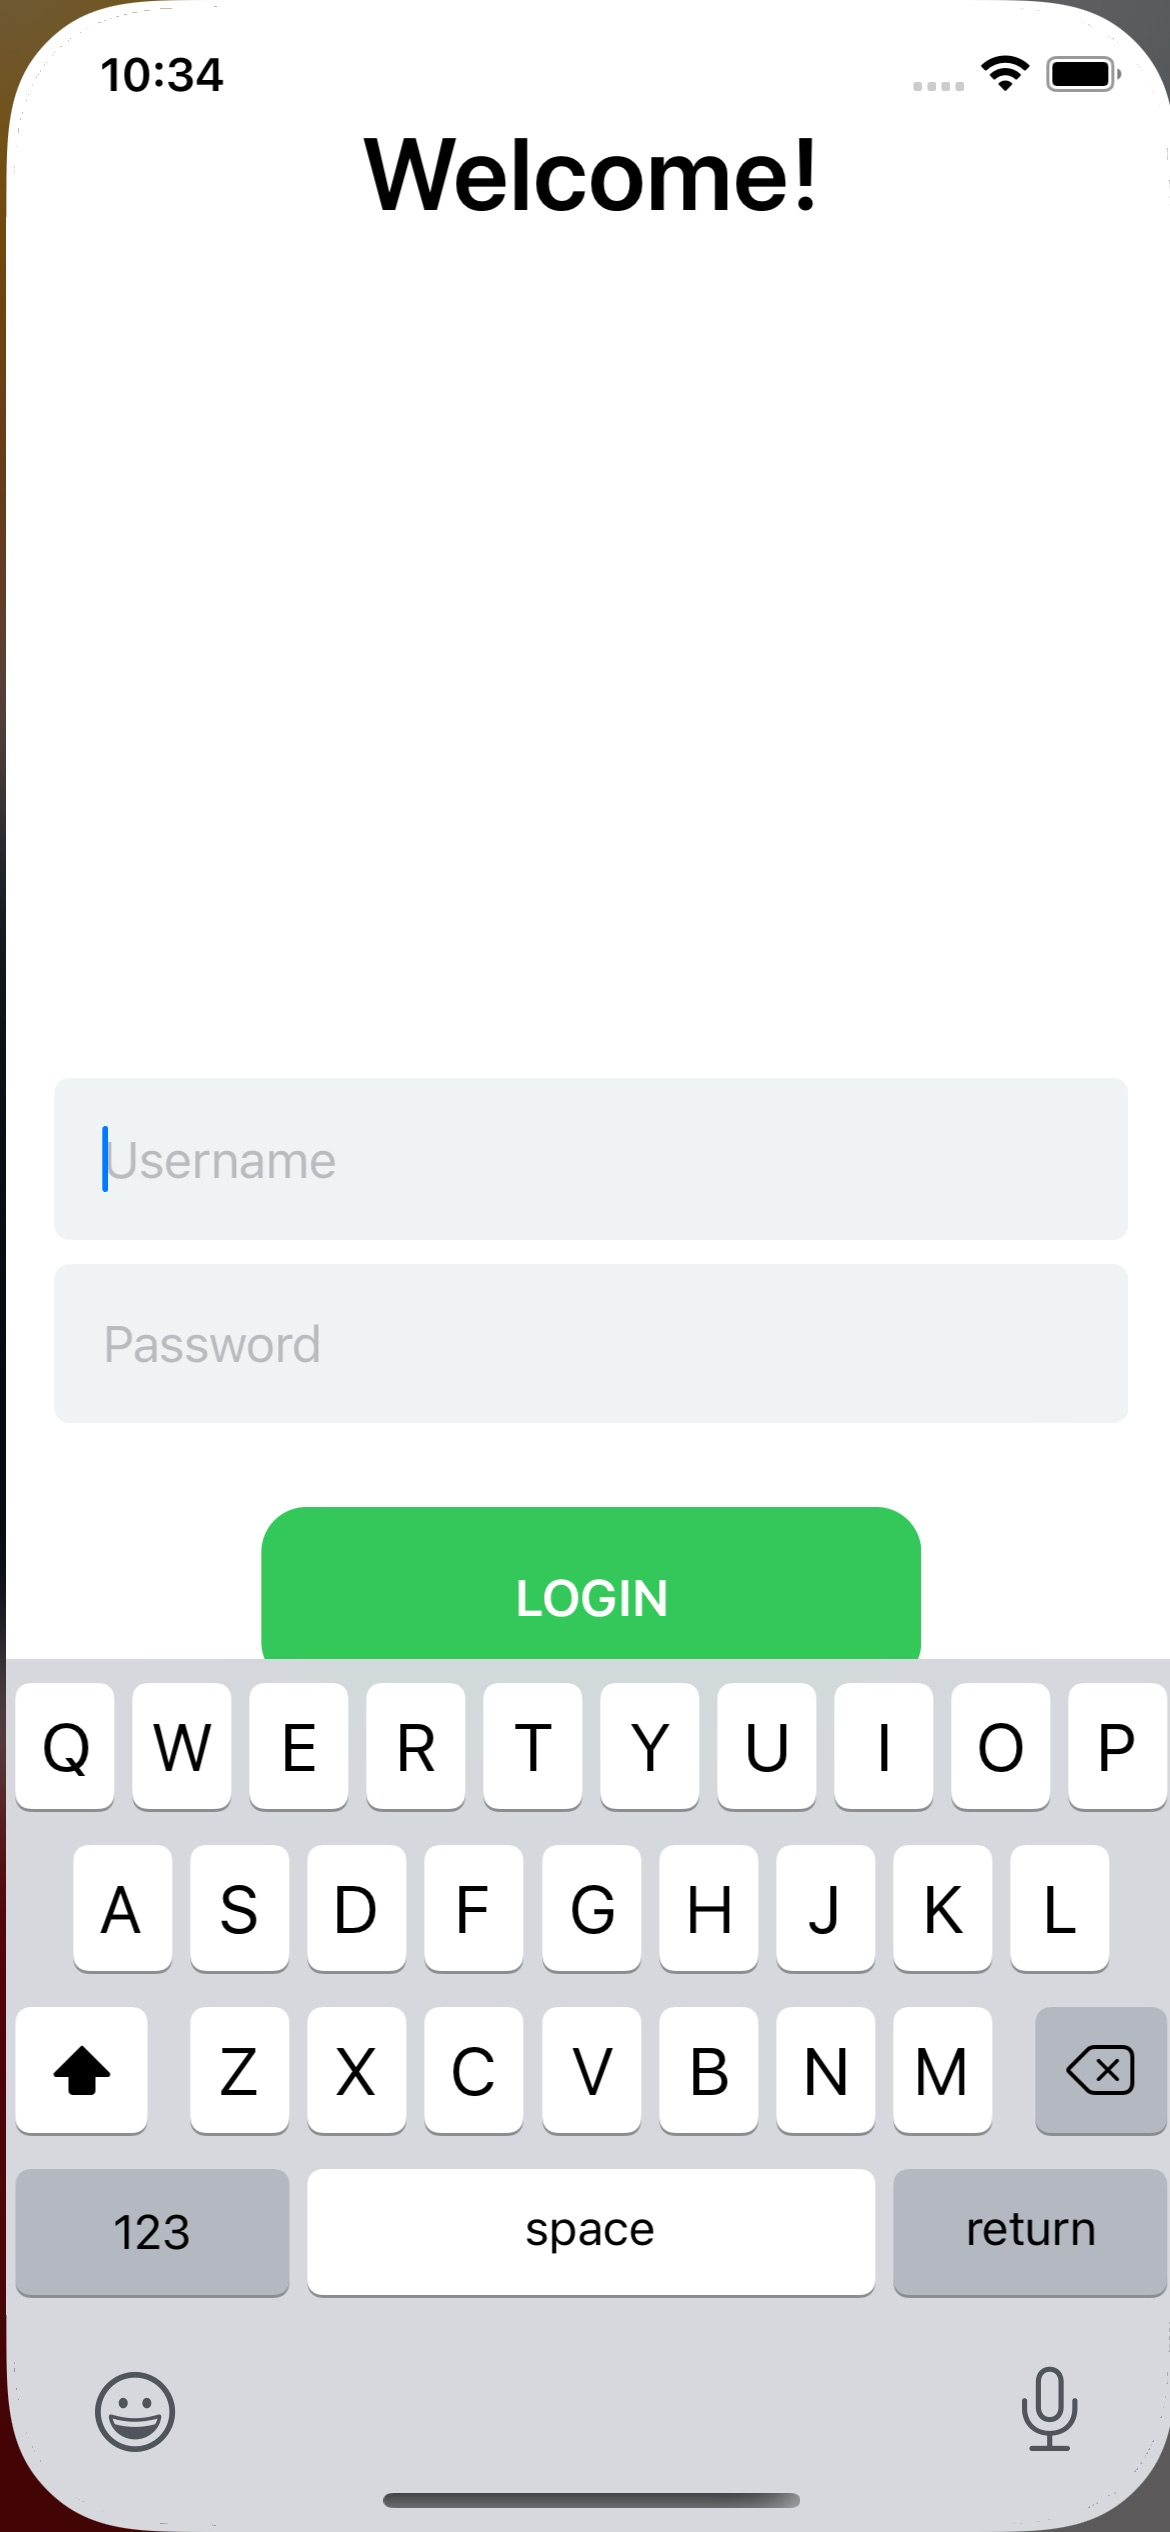 10:34
Welcome!
Username
Password
LOGIN
Q W E R T Y U I O P
A S D F G H J K L
Z X C V B N M
123 space return